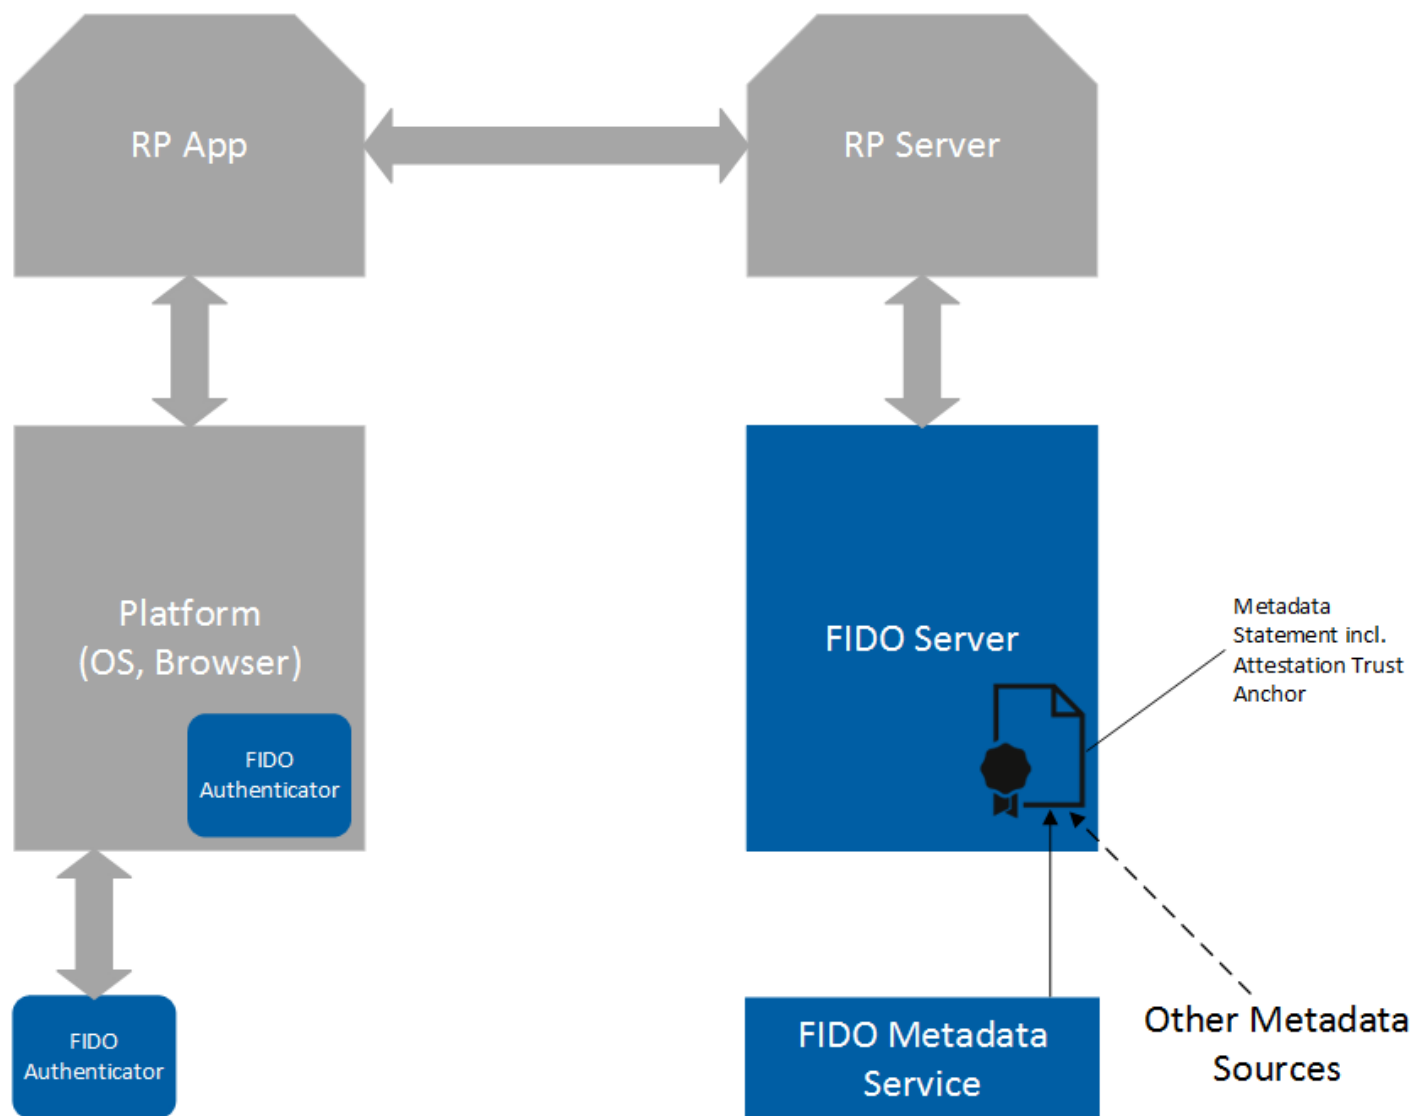 RP App
RP Server
Platform
(OS, Browser)
FIDO
Authenticator
FIDO Server
Metadata
Statement incl.
Attestation Trust
Anchor
FIDO
Authenticator
FIDO Metadata
Service
Other Metadata
Sources